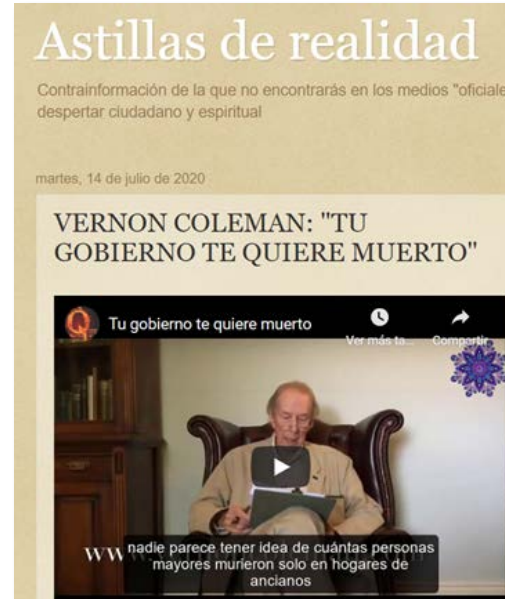 Astillas de realidad
Contrainformación de la que no encontrarás en los medios "oficiale
despertar ciudadano y espiritual
martes, 14 de julio de 2020
VERNON COLEMAN: "TU
GOBIERNO TE QUIERE MUERTO"
Tu gobierno te quiere muerto
Ver más ta...
Compartir
nadie parece tener idea de cuántas personas
mayores murieron solo en hogares de
ancianos